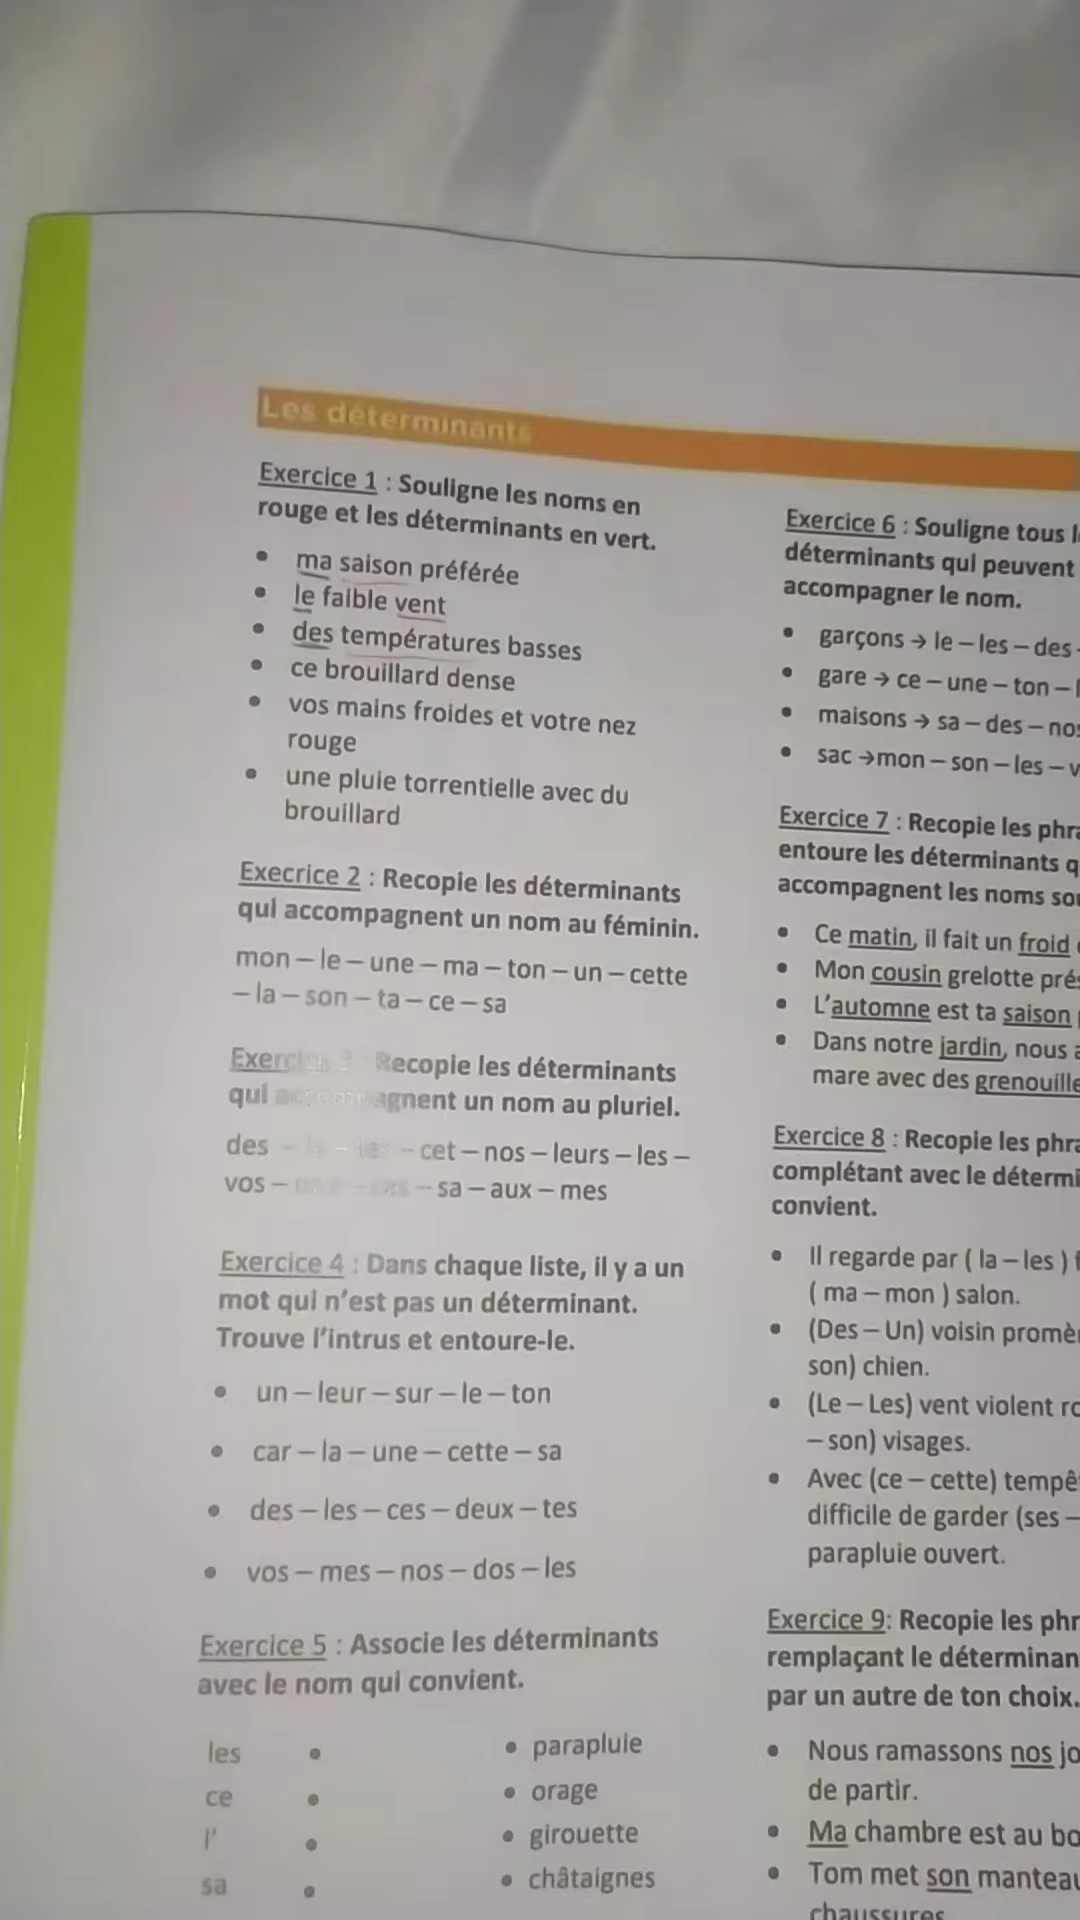 Les déterminants
Exercice 1 : Souligne les noms en
rouge et les déterminants en vert.
• ma saison préférée
• le faible vent
• des températures basses
• ce brouillard dense
• vos mains froides et votre nez
rouge
• une pluie torrentielle avec du
brouillard
Execrice 2 : Recopie les déterminants
qui accompagnent un nom au féminin.
mon – le – une – ma – ton – un – cette
– la – son – ta – ce – sa
Exercice 3 : Recopie les déterminants
qui accompagnent un nom au pluriel.
des – – – cet – nos – leurs – les –
vos – – – sa – aux – mes
Exercice 4 : Dans chaque liste, il y a un
mot qui n’est pas un déterminant.
Trouve l’intrus et entoure-le.
• un – leur – sur – le – ton
• car – la – une – cette – sa
• des – les – ces – deux – tes
• vos – mes – nos – dos – les
Exercice 5 : Associe les déterminants
avec le nom qui convient.
les • • parapluie
ce • • orage
l’ • • girouette
sa • • châtaignes
Exercice 6 : Souligne tous
déterminants qui peuvent
accompagner le nom.
• garçons → le – les – des -
• gare → ce – une – ton –
• maisons → sa – des – nos
• sac →mon – son – les –
Exercice 7 : Recopie les
entoure les déterminants
accompagnent les noms
• Ce matin, il fait un froid
• Mon cousin grelotte
• L’automne est ta saison
• Dans notre jardin, nous
mare avec des
Exercice 8 : Recopie les
complétant avec le
convient.
• Il regarde par ( la – les )
( ma – mon ) salon.
• (Des – Un) voisin
son) chien.
• (Le – Les) vent violent
– son) visages.
• Avec (ce – cette)
difficile de garder (ses –
parapluie ouvert.
Exercice 9: Recopie les
remplaçant le
par un autre de ton choix.
• Nous ramassons nos
de partir.
• Ma chambre est au
• Tom met son
chaussures